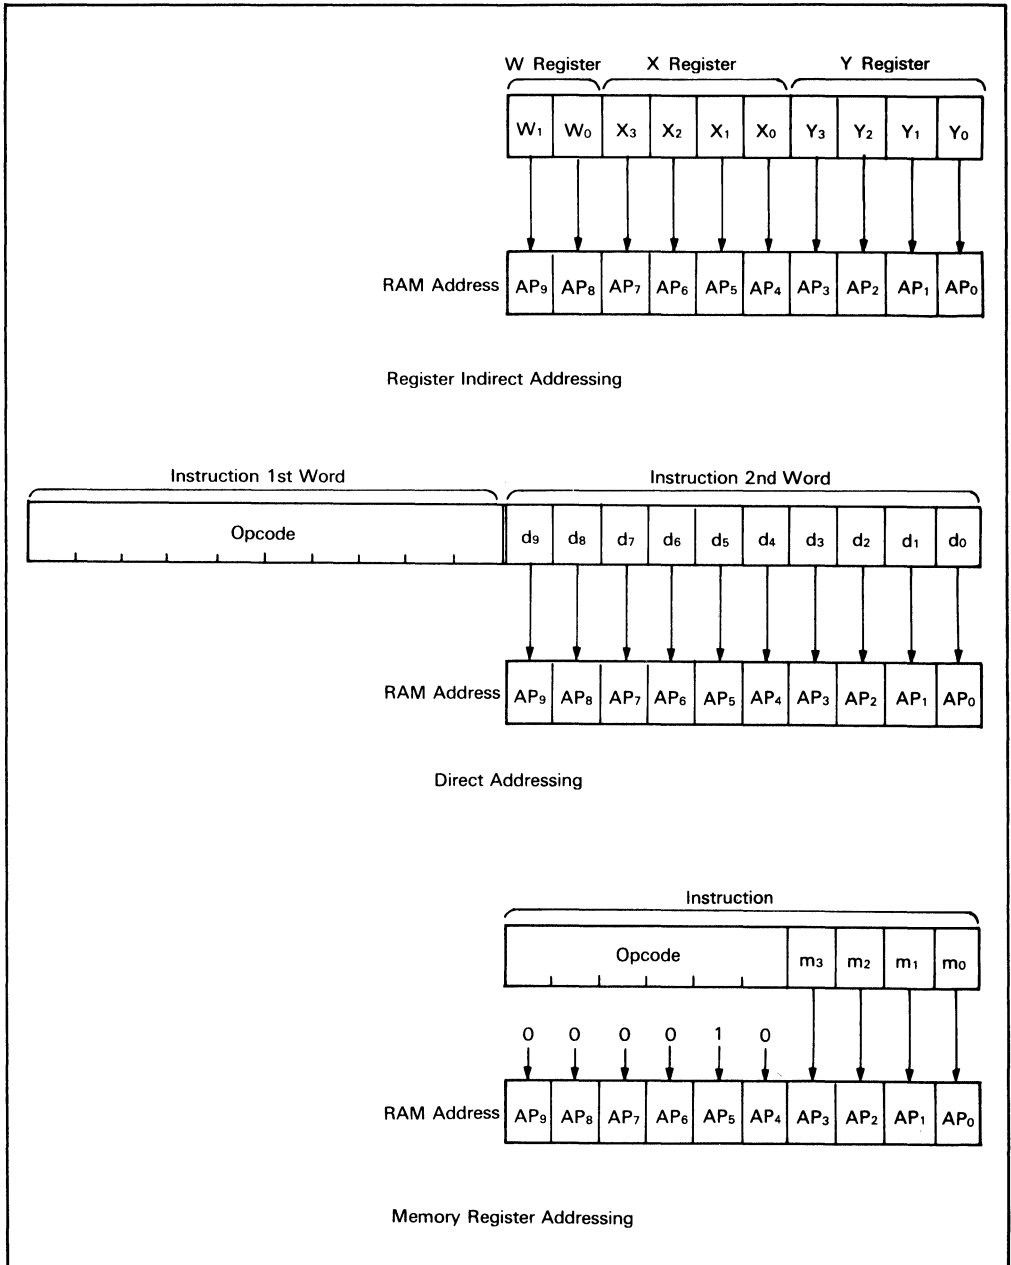 W Register X Register Y Register
W₁ W₀ X₃ X₂ X₁ X₀ Y₃ Y₂ Y₁ Y₀
RAM Address AP₉ AP₈ AP₇ AP₆ AP₅ AP₄ AP₃ AP₂ AP₁ AP₀
Register Indirect Addressing
Instruction 1st Word Instruction 2nd Word
Opcode d₉ d₈ d₇ d₆ d₅ d₄ d₃ d₂ d₁ d₀
RAM Address AP₉ AP₈ AP₇ AP₆ AP₅ AP₄ AP₃ AP₂ AP₁ AP₀
Direct Addressing
Instruction
Opcode m₃ m₂ m₁ m₀
0 0 0 0 1 0
RAM Address AP₉ AP₈ AP₇ AP₆ AP₅ AP₄ AP₃ AP₂ AP₁ AP₀
Memory Register Addressing